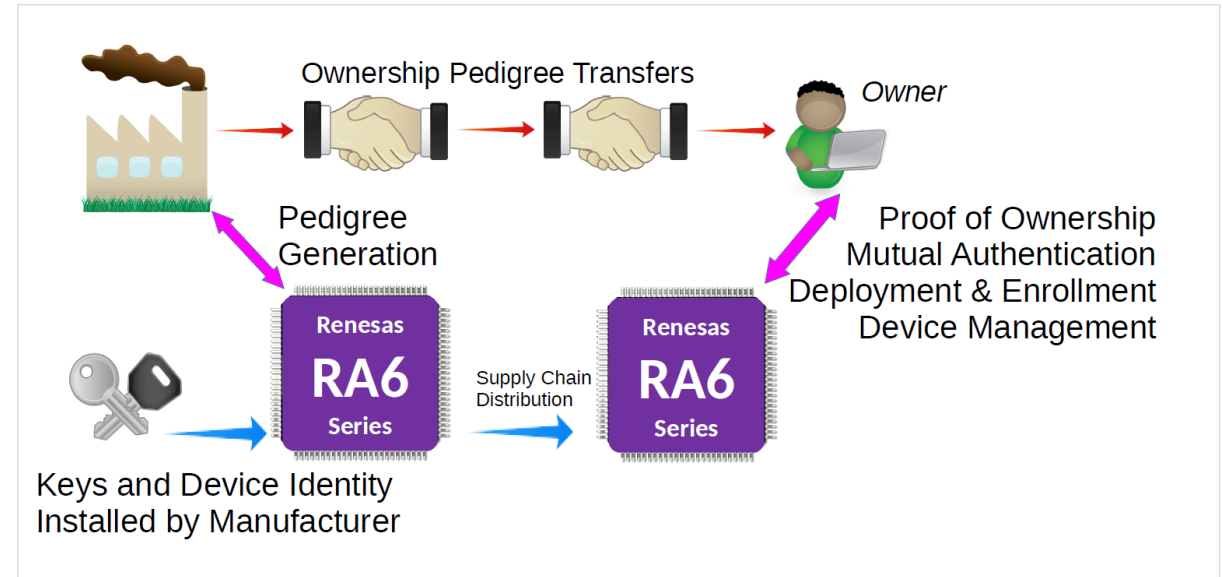 Ownership Pedigree Transfers
Owner
Pedigree
Generation
Proof of Ownership
Mutual Authentication
Deployment & Enrollment
Device Management
Renesas
RA6
Series
Supply Chain
Distribution
Renesas
RA6
Series
Keys and Device Identity
Installed by Manufacturer